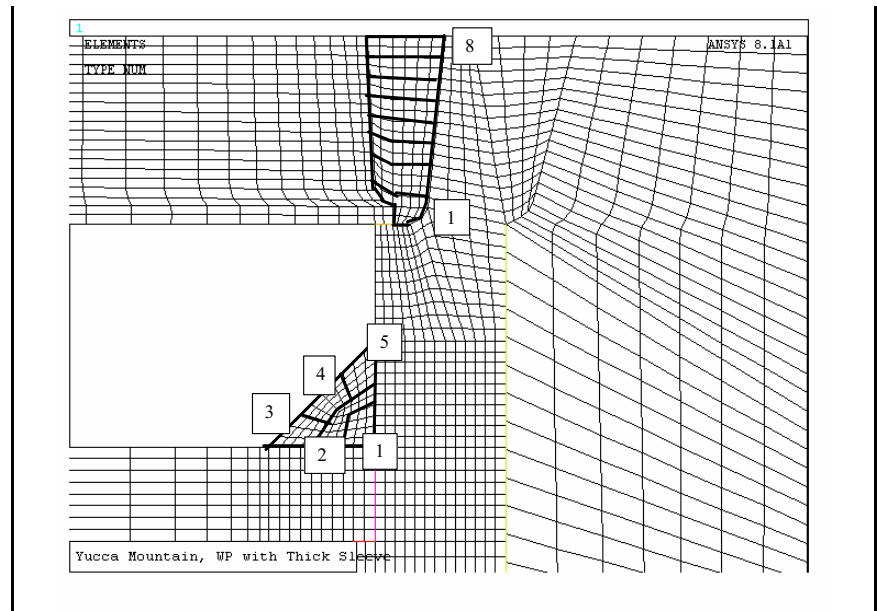 1
ELEMENTS
TYPE NUM
ANSYS 8.1A1
8
1
5
4
3
2
1
Yucca Mountain, WP with Thick Sleeve